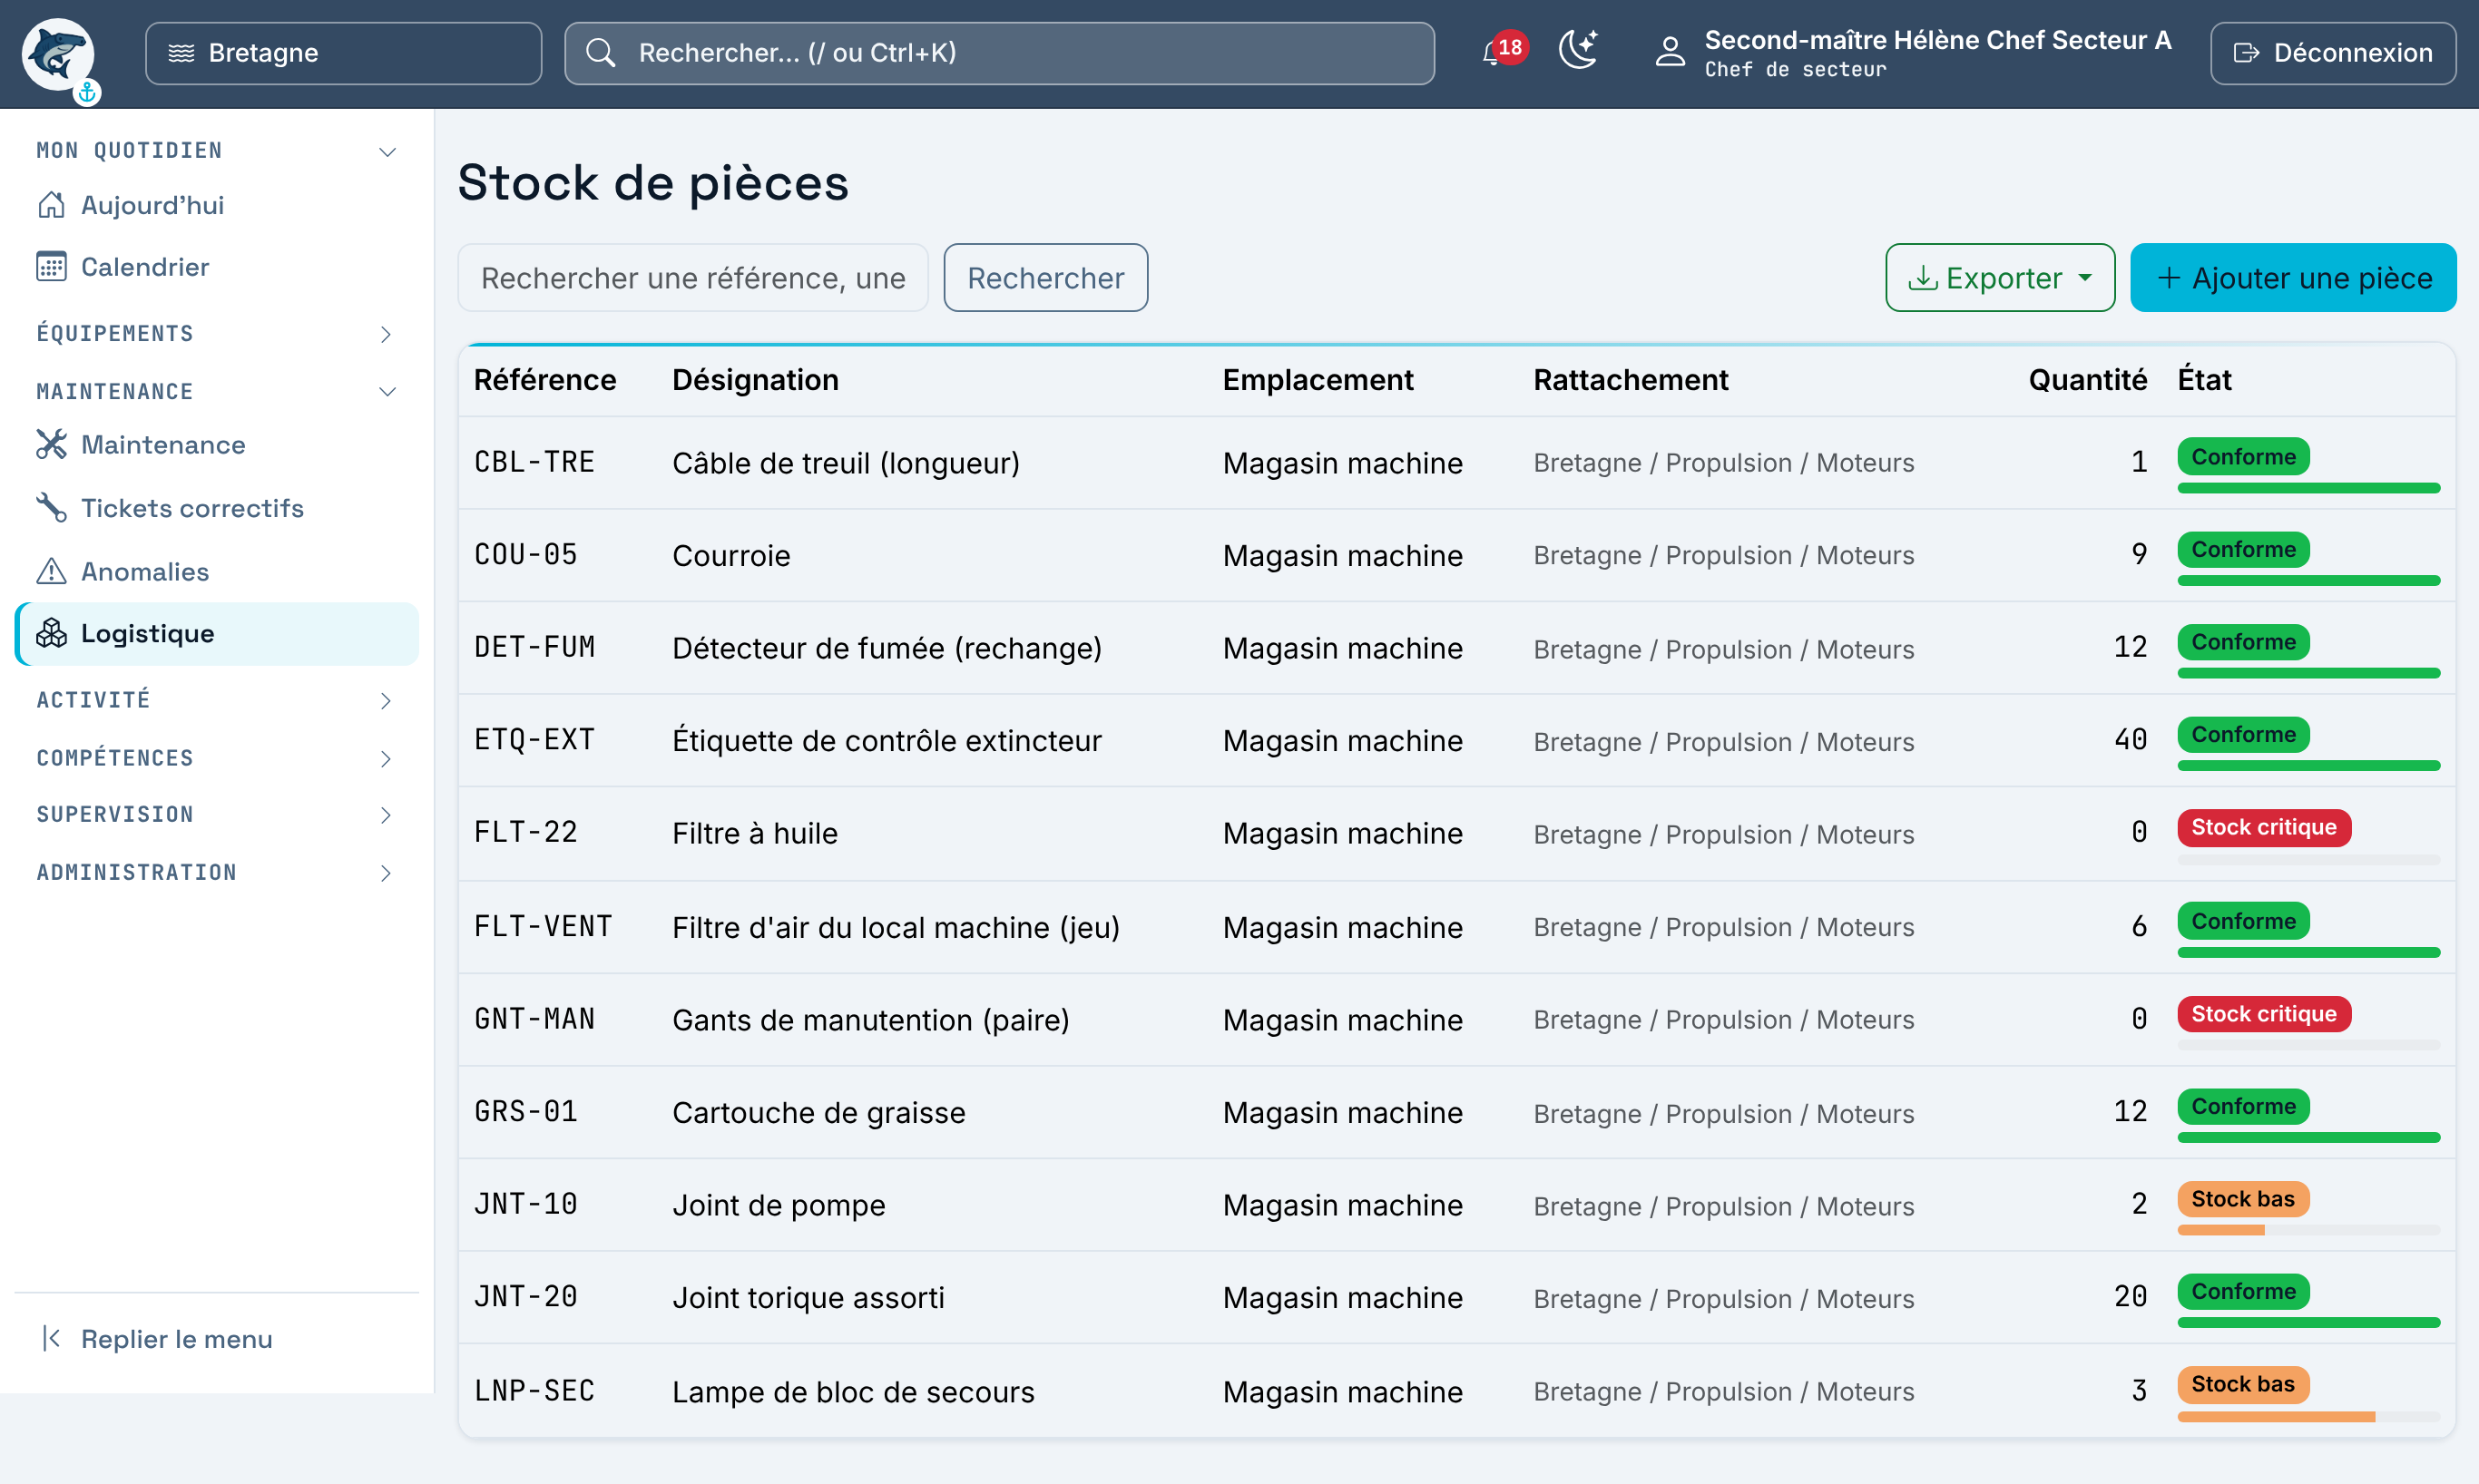 Bretagne
Rechercher... (/ ou Ctrl+K)
18
Second-maître Hélène Chef Secteur A
Chef de secteur
Déconnexion
MON QUOTIDIEN
Aujourd'hui
Calendrier
ÉQUIPEMENTS
MAINTENANCE
Maintenance
Tickets correctifs
Anomalies
Logistique
ACTIVITÉ
COMPÉTENCES
SUPERVISION
ADMINISTRATION
Replier le menu
Stock de pièces
Rechercher une référence, une
Rechercher
Exporter
+ Ajouter une pièce
Référence Désignation Emplacement Rattachement Quantité État
CBL-TRE Câble de treuil (longueur) Magasin machine Bretagne / Propulsion / Moteurs 1 Conforme
COU-05 Courroie Magasin machine Bretagne / Propulsion / Moteurs 9 Conforme
DET-FUM Détecteur de fumée (rechange) Magasin machine Bretagne / Propulsion / Moteurs 12 Conforme
ETQ-EXT Étiquette de contrôle extincteur Magasin machine Bretagne / Propulsion / Moteurs 40 Conforme
FLT-22 Filtre à huile Magasin machine Bretagne / Propulsion / Moteurs 0 Stock critique
FLT-VENT Filtre d'air du local machine (jeu) Magasin machine Bretagne / Propulsion / Moteurs 6 Conforme
GNT-MAN Gants de manutention (paire) Magasin machine Bretagne / Propulsion / Moteurs 0 Stock critique
GRS-01 Cartouche de graisse Magasin machine Bretagne / Propulsion / Moteurs 12 Conforme
JNT-10 Joint de pompe Magasin machine Bretagne / Propulsion / Moteurs 2 Stock bas
JNT-20 Joint torique assorti Magasin machine Bretagne / Propulsion / Moteurs 20 Conforme
LNP-SEC Lampe de bloc de secours Magasin machine Bretagne / Propulsion / Moteurs 3 Stock bas